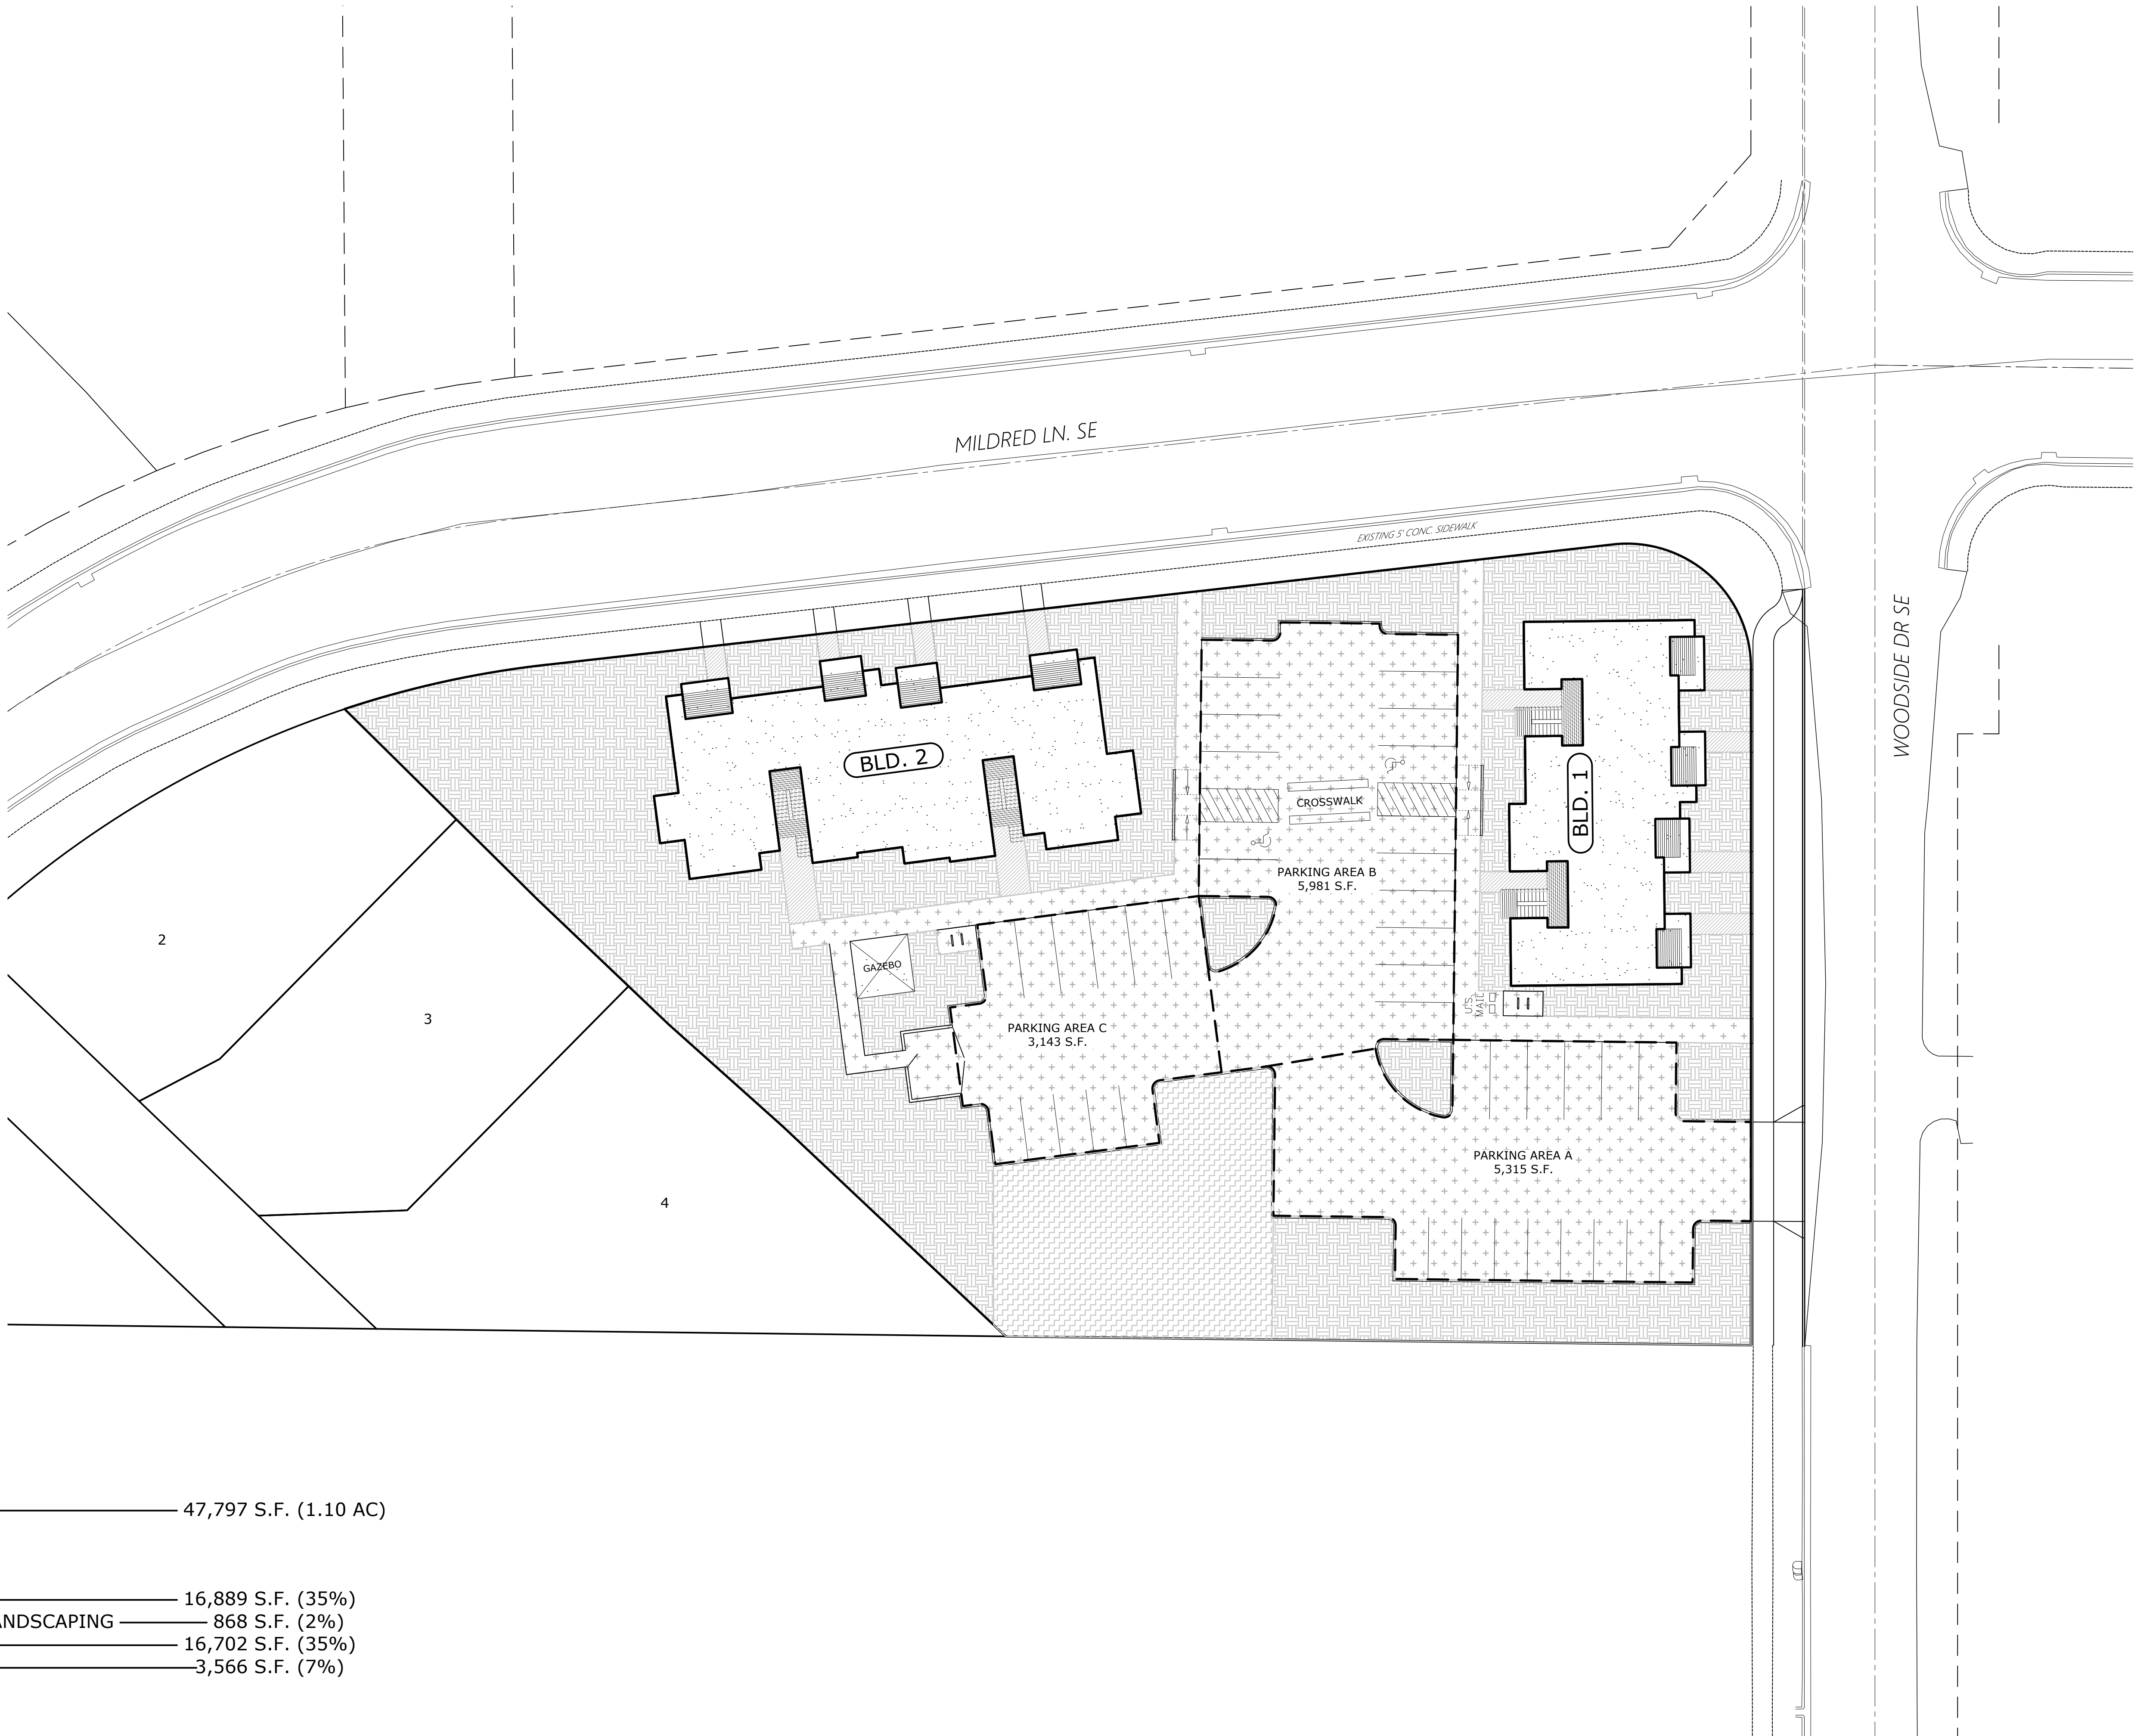 MILDRED LN. SE
EXISTING 5' CONC. SIDEWALK
WOODSIDE DR SE
BLD. 2
BLD. 1
CROSSWALK
PARKING AREA B
5,981 S.F.
GAZEBO
U.S.
MAIL
PARKING AREA C
3,143 S.F.
PARKING AREA A
5,315 S.F.
2
3
4
47,797 S.F. (1.10 AC)
16,889 S.F. (35%)
ANDSCAPING 868 S.F. (2%)
16,702 S.F. (35%)
3,566 S.F. (7%)